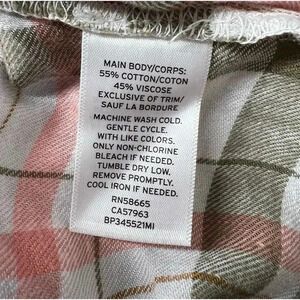 MAIN BODY/CORPS:
55% COTTON/COTON
45% VISCOSE
EXCLUSIVE OF TRIM/
SAUF LA BORDURE
MACHINE WASH COLD.
GENTLE CYCLE.
WITH LIKE COLORS.
ONLY NON-CHLORINE
BLEACH IF NEEDED.
TUMBLE DRY LOW.
REMOVE PROMPTLY.
COOL IRON IF NEEDED.
RN58665
CA57963
BP345521MI